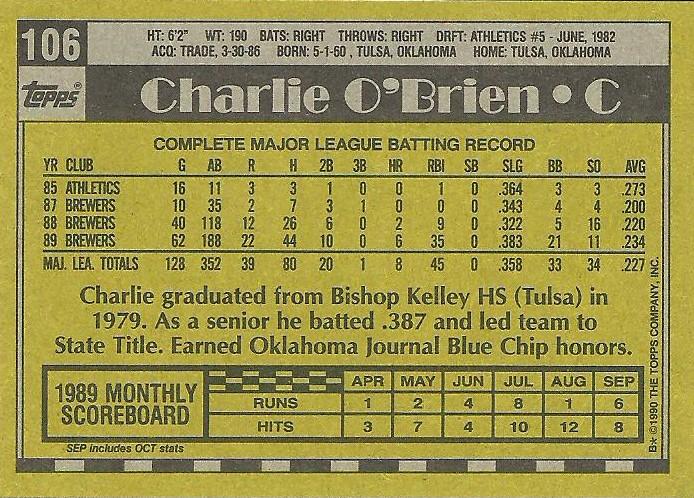 106
HT: 6'2" WT: 190 BATS: RIGHT THROWS: RIGHT DRFT: ATHLETICS #5 - JUNE, 1982
ACQ: TRADE, 3-30-86 BORN: 5-1-60 , TULSA, OKLAHOMA HOME: TULSA, OKLAHOMA
topps®
Charlie O'Brien • C
COMPLETE MAJOR LEAGUE BATTING RECORD
YR CLUB G AB R H 2B 3B HR RBI SB SLG BB SO AVG
85 ATHLETICS 16 11 3 3 1 0 0 1 0 .364 3 3 .273
87 BREWERS 10 35 2 7 3 1 0 0 0 .343 4 4 .200
88 BREWERS 40 118 12 26 6 0 2 9 0 .322 5 16 .220
89 BREWERS 62 188 22 44 10 0 6 35 0 .383 21 11 .234
MAJ. LEA. TOTALS 128 352 39 80 20 1 8 45 0 .358 33 34 .227
Charlie graduated from Bishop Kelley HS (Tulsa) in
1979. As a senior he batted .387 and led team to
State Title. Earned Oklahoma Journal Blue Chip honors.
1989 MONTHLY
SCOREBOARD
APR MAY JUN JUL AUG SEP
RUNS 1 2 4 8 1 6
HITS 3 7 4 10 12 8
SEP includes OCT stats
B* ©1990 THE TOPPS COMPANY, INC.